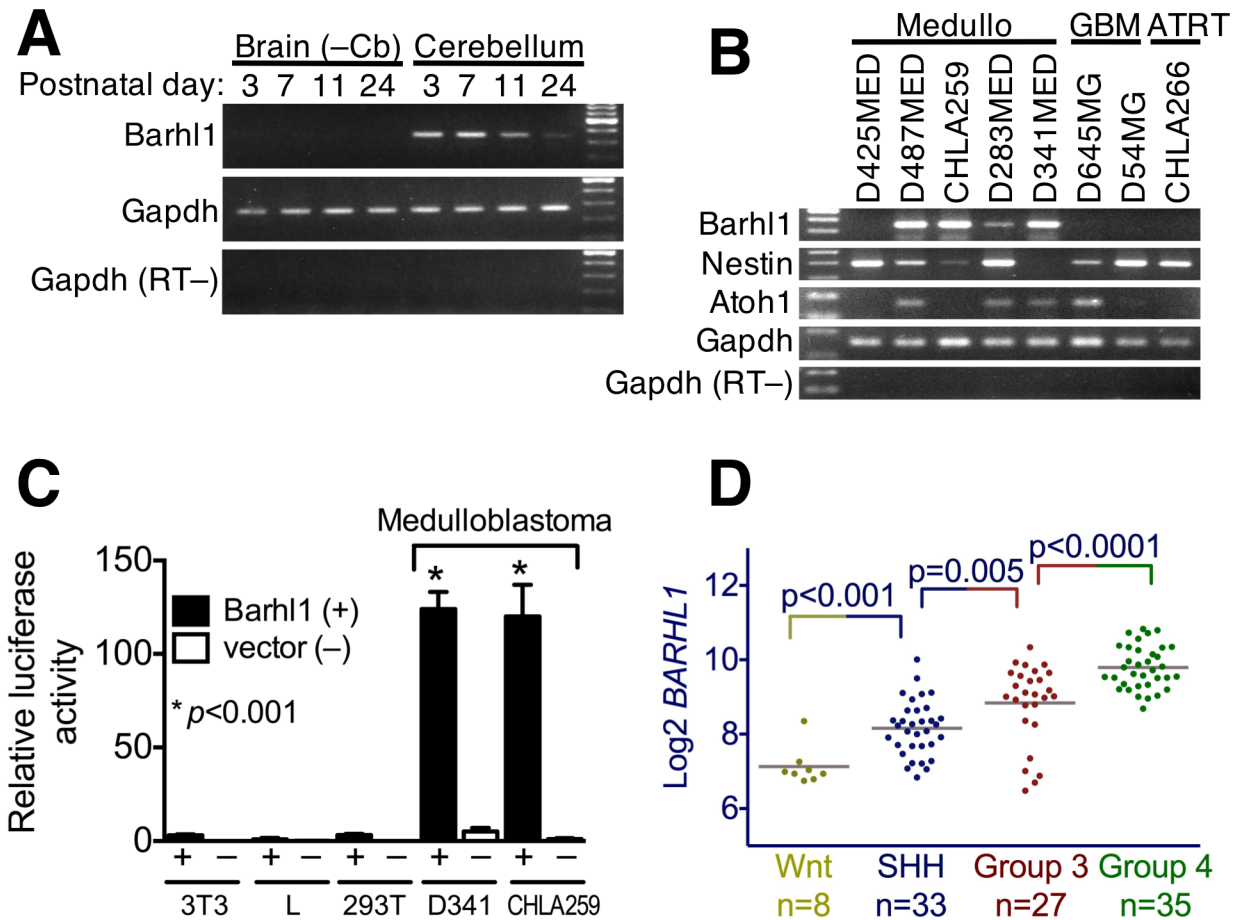 A
Brain (–Cb) Cerebellum
Postnatal day: 3 7 11 24 3 7 11 24
Barhl1
Gapdh
Gapdh (RT–)
B
Medullo GBM ATRT
D425MED D487MED CHLA259 D283MED D341MED D645MG D54MG CHLA266
Barhl1
Nestin
Atoh1
Gapdh
Gapdh (RT–)
C
Medulloblastoma
Relative luciferase
activity
150
100
50
0
* *
Barhl1 (+)
vector (–)
* p<0.001
+ – + – + – + – + –
3T3 L 293T D341 CHLA259
D
Log2 BARHL1
12
10
8
6
p<0.001
p=0.005
p<0.0001
Wnt SHH Group 3 Group 4
n=8 n=33 n=27 n=35